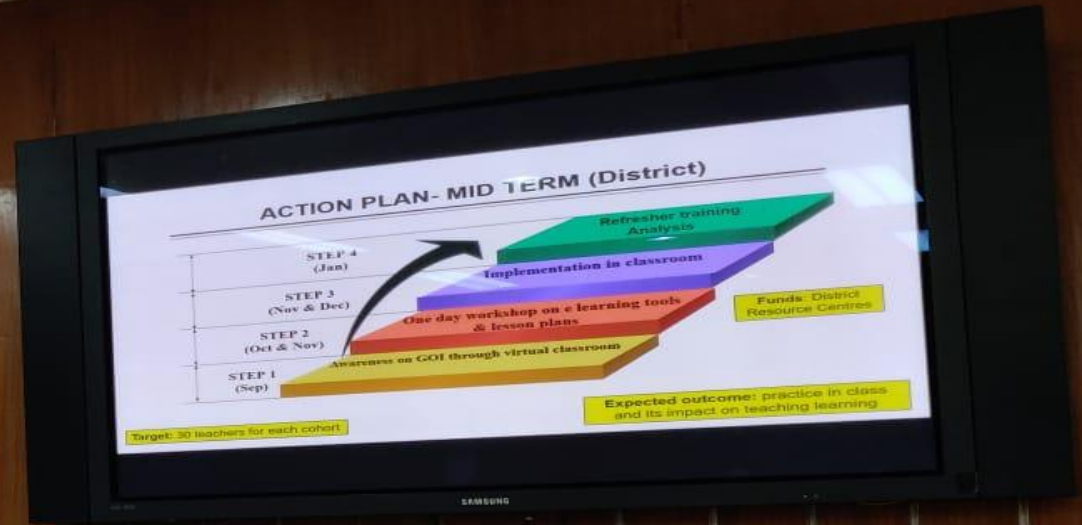 ACTION PLAN- MID TERM (District)
STEP 4
(Jan)
Refresher training
Analysis
STEP 3
(Nov & Dec)
Implementation in classroom
STEP 2
(Oct & Nov)
One day workshop on e learning tools
& lesson plans
STEP 1
(Sep)
Awareness on GOI through virtual classroom
Funds: District
Resource Centres
Expected outcome: practice in class
and its impact on teaching learning
Target: 30 teachers for each cohort
SAMSUNG